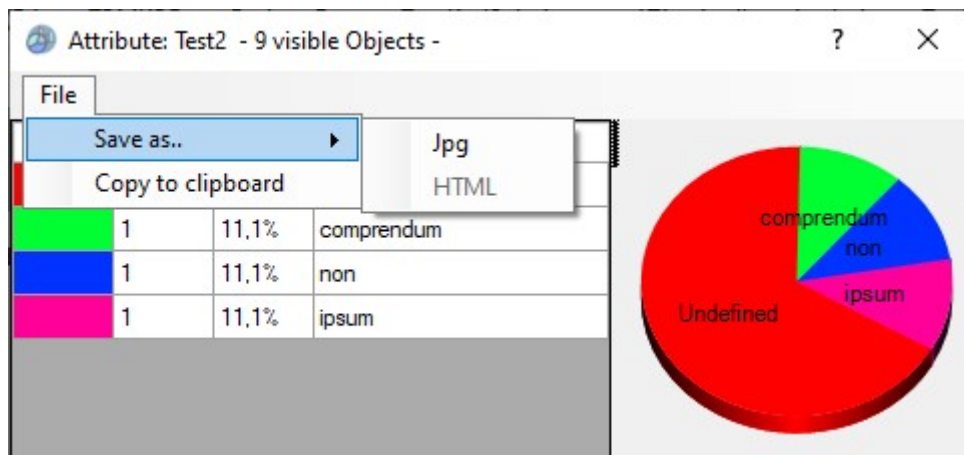 Attribute: Test2 - 9 visible Objects -
?
File
Save as..
Jpg
Copy to clipboard
HTML
1 11,1% comprendum
1 11,1% non
1 11,1% ipsum
comprendum
non
ipsum
Undefined